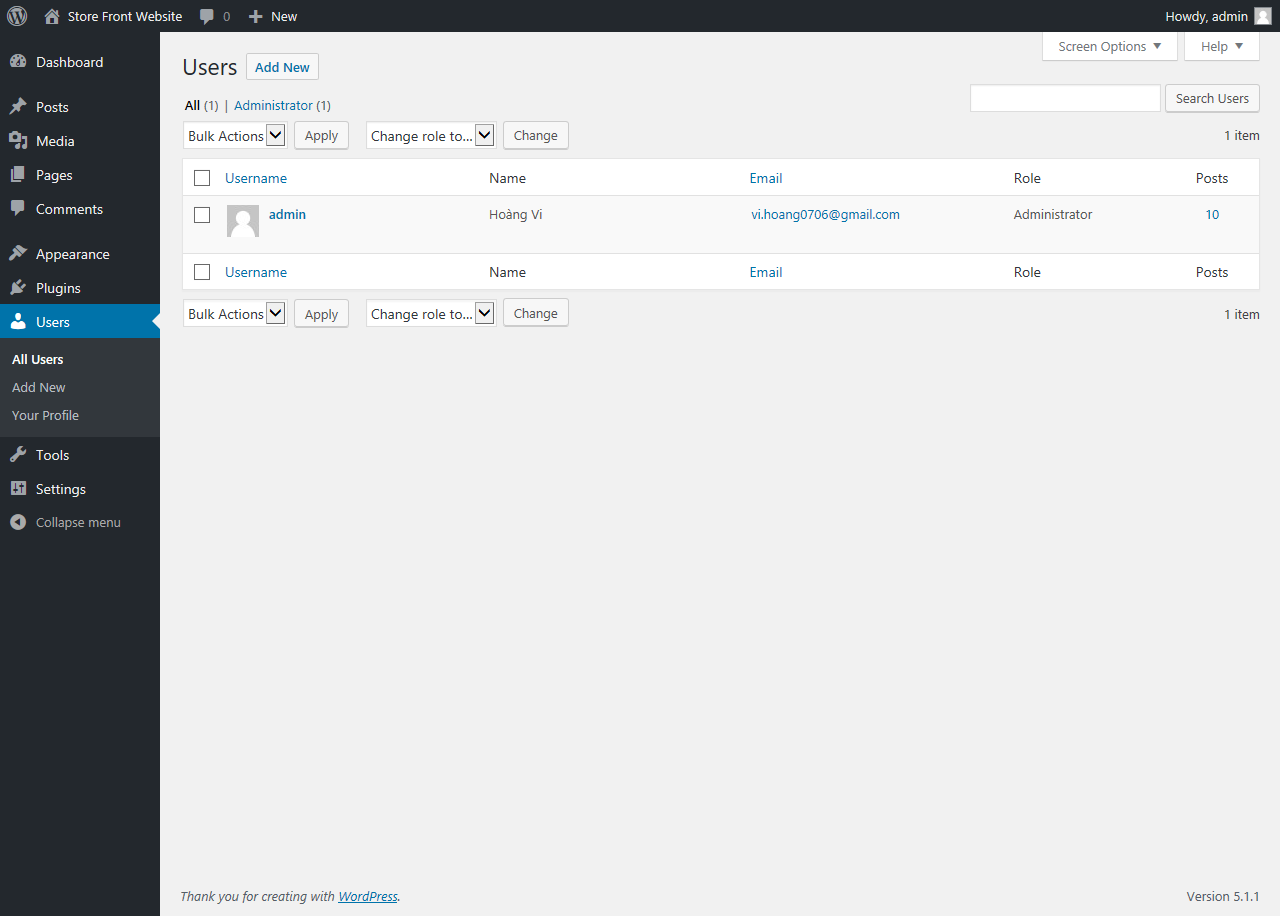 Store Front Website 0 New Howdy, admin
Dashboard
Posts
Media
Pages
Comments
Appearance
Plugins
Users
All Users
Add New
Your Profile
Tools
Settings
Collapse menu
Screen Options Help
Users Add New
All (1) | Administrator (1)
Search Users
Bulk Actions Apply Change role to... Change 1 item
Username Name Email Role Posts
admin Hoàng Vi vi.hoang0706@gmail.com Administrator 10
Username Name Email Role Posts
Bulk Actions Apply Change role to... Change 1 item
Thank you for creating with WordPress. Version 5.1.1